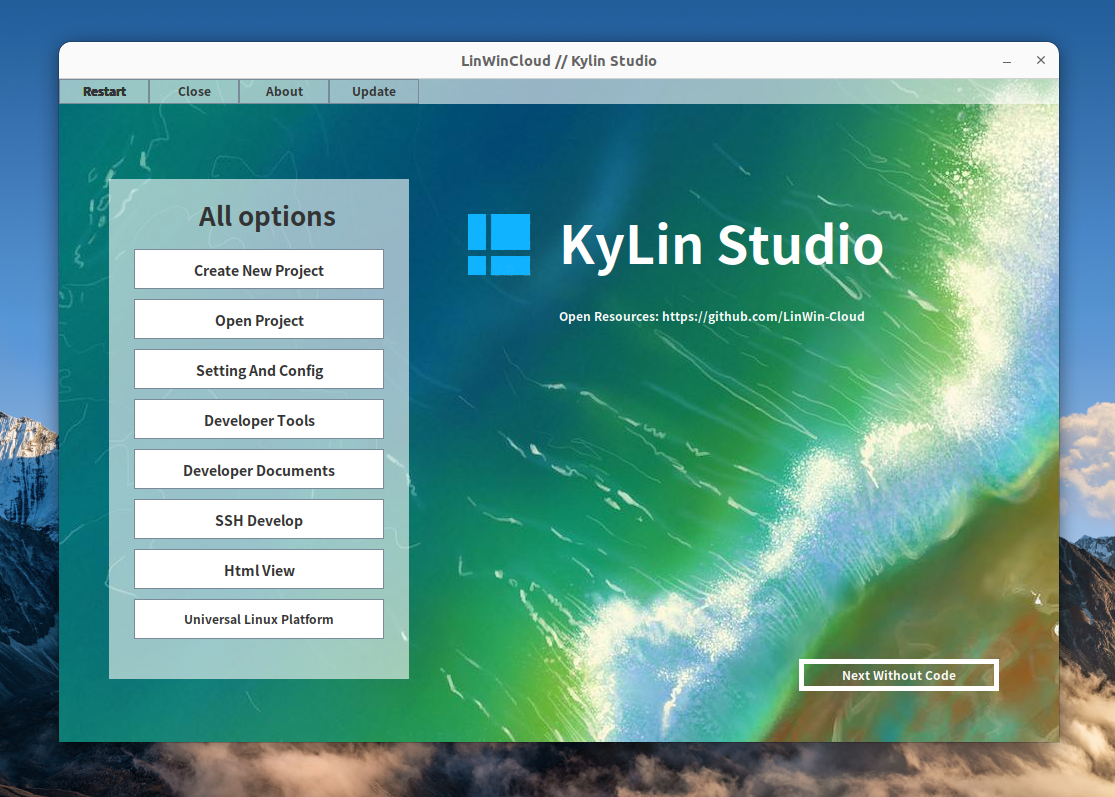 LinWinCloud // Kylin Studio
Restart Close About Update
All options
Create New Project
Open Project
Setting And Config
Developer Tools
Developer Documents
SSH Develop
Html View
Universal Linux Platform
KyLin Studio
Open Resources: https://github.com/LinWin-Cloud
Next Without Code